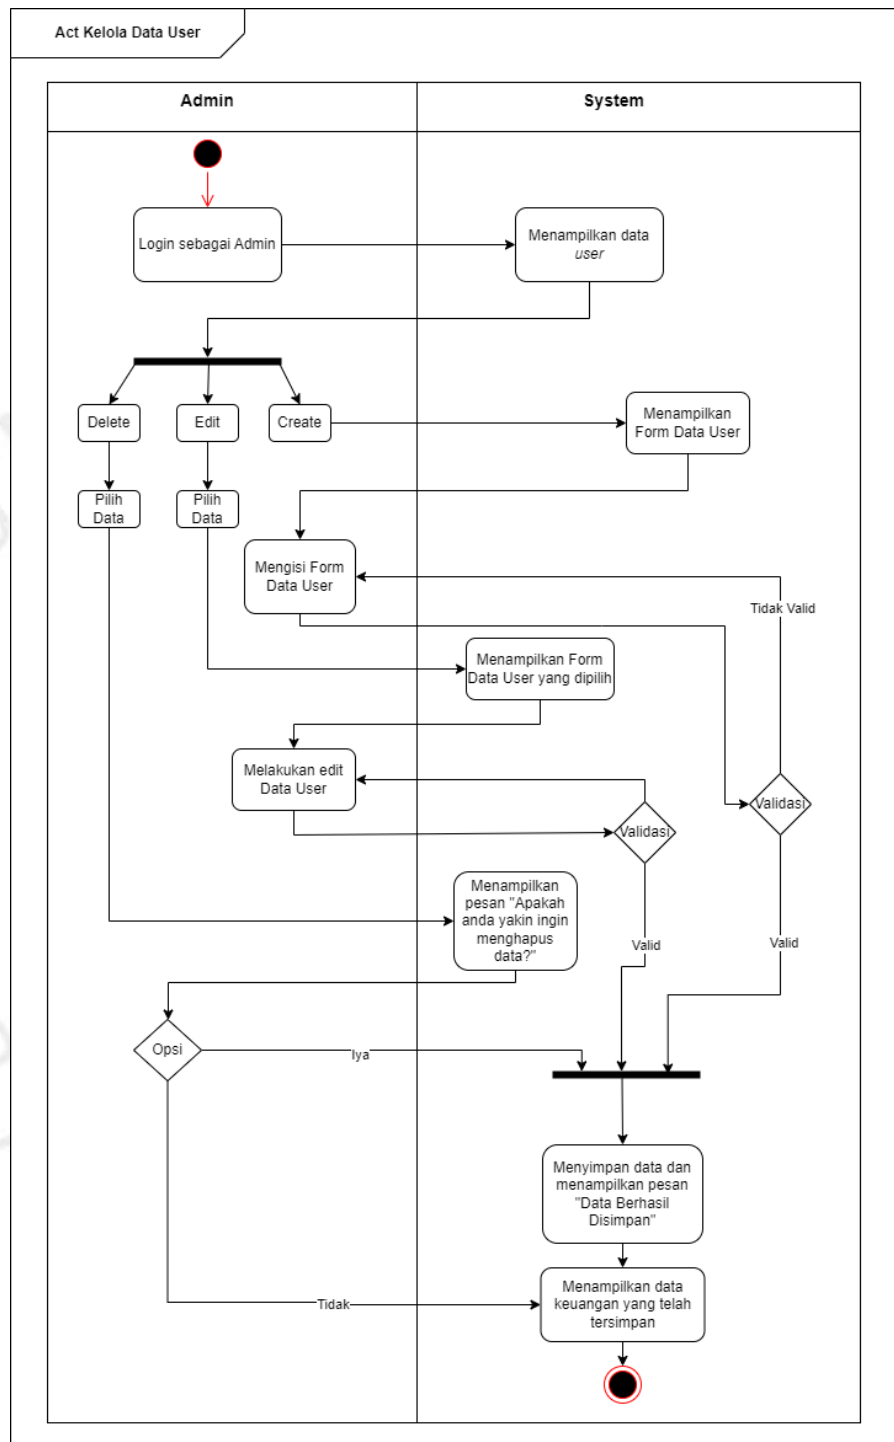 Act Kelola Data User
Admin
System
Login sebagai Admin
Menampilkan data
user
Delete
Edit
Create
Menampilkan
Form Data User
Pilih
Data
Pilih
Data
Mengisi Form
Data User
Tidak Valid
Menampilkan Form
Data User yang dipilih
Melakukan edit
Data User
Validasi
Validasi
Menampilkan
pesan "Apakah
anda yakin ingin
menghapus
data?"
Valid
Valid
Opsi
Iya
Menyimpan data dan
menampilkan pesan
"Data Berhasil
Disimpan"
Menampilkan data
keuangan yang telah
tersimpan
Tidak